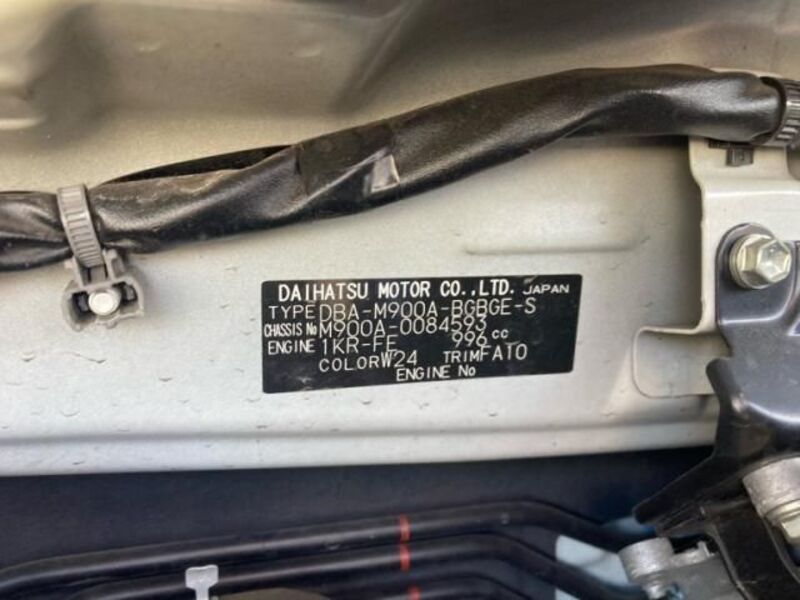 DAIHATSU MOTOR CO.,LTD. JAPAN
TYPE DBA-M900A-BGBGE-S
CHASSIS No M900A-0084593
ENGINE 1KR-FE 996 cc
COLOR W24 TRIM FA10
ENGINE No